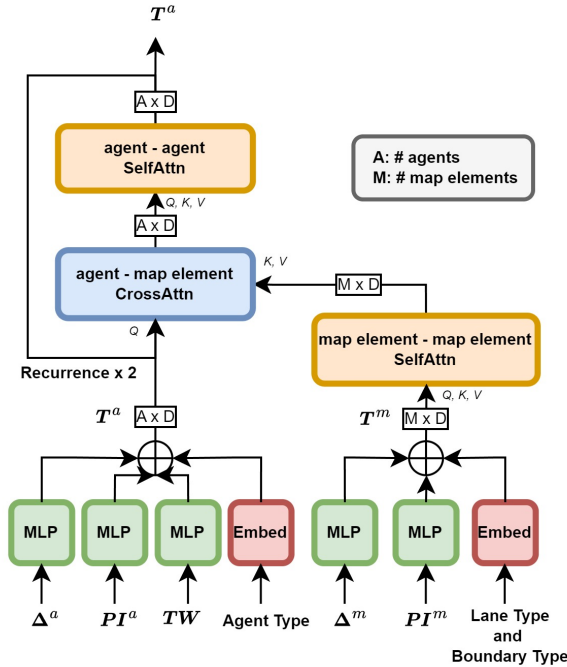 T^a
A x D
agent - agent
SelfAttn
A: # agents
M: # map elements
Q, K, V
A x D
agent - map element
CrossAttn
K, V
M x D
Q
map element - map element
SelfAttn
Recurrence x 2
Q, K, V
T^a
A x D
T^m
M x D
MLP
MLP
MLP
Embed
MLP
MLP
Embed
Δ^a
PI^a
TW
Agent Type
Δ^m
PI^m
Lane Type
and
Boundary Type